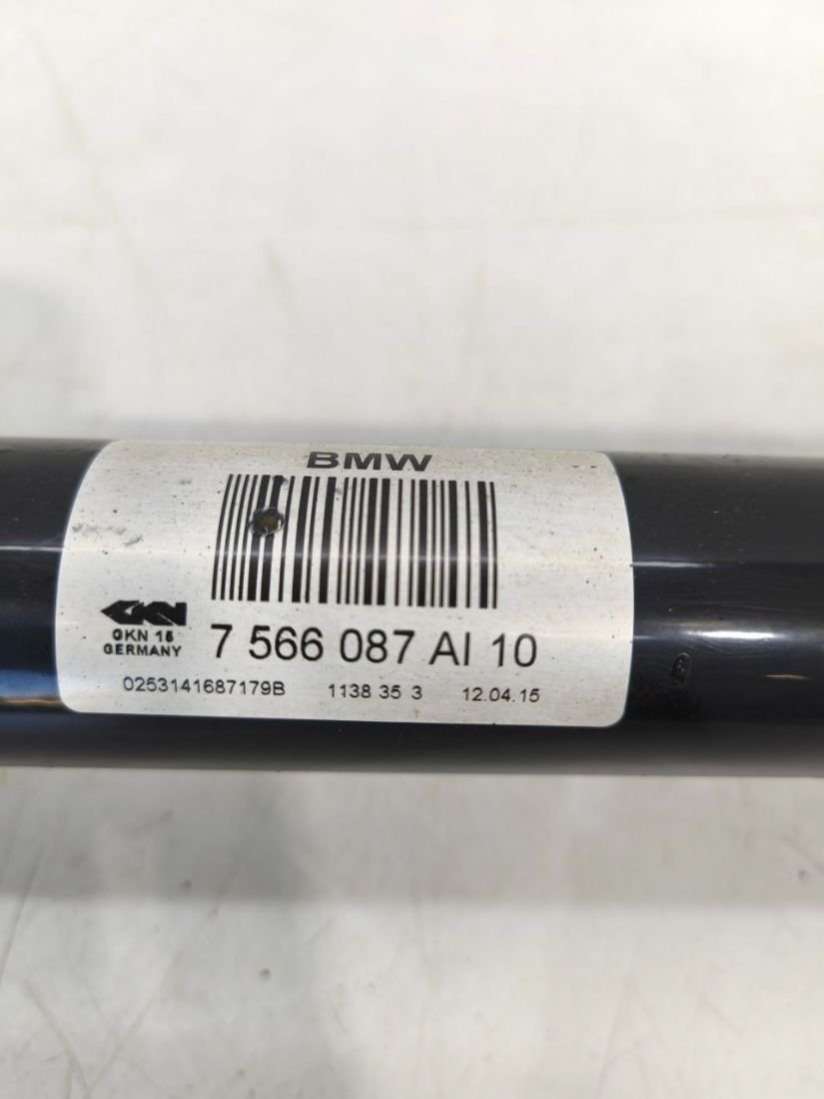 BMW
GKN
GKN 15
GERMANY
7 566 087 AI 10
0253141687179B 1138 35 3 12.04.15